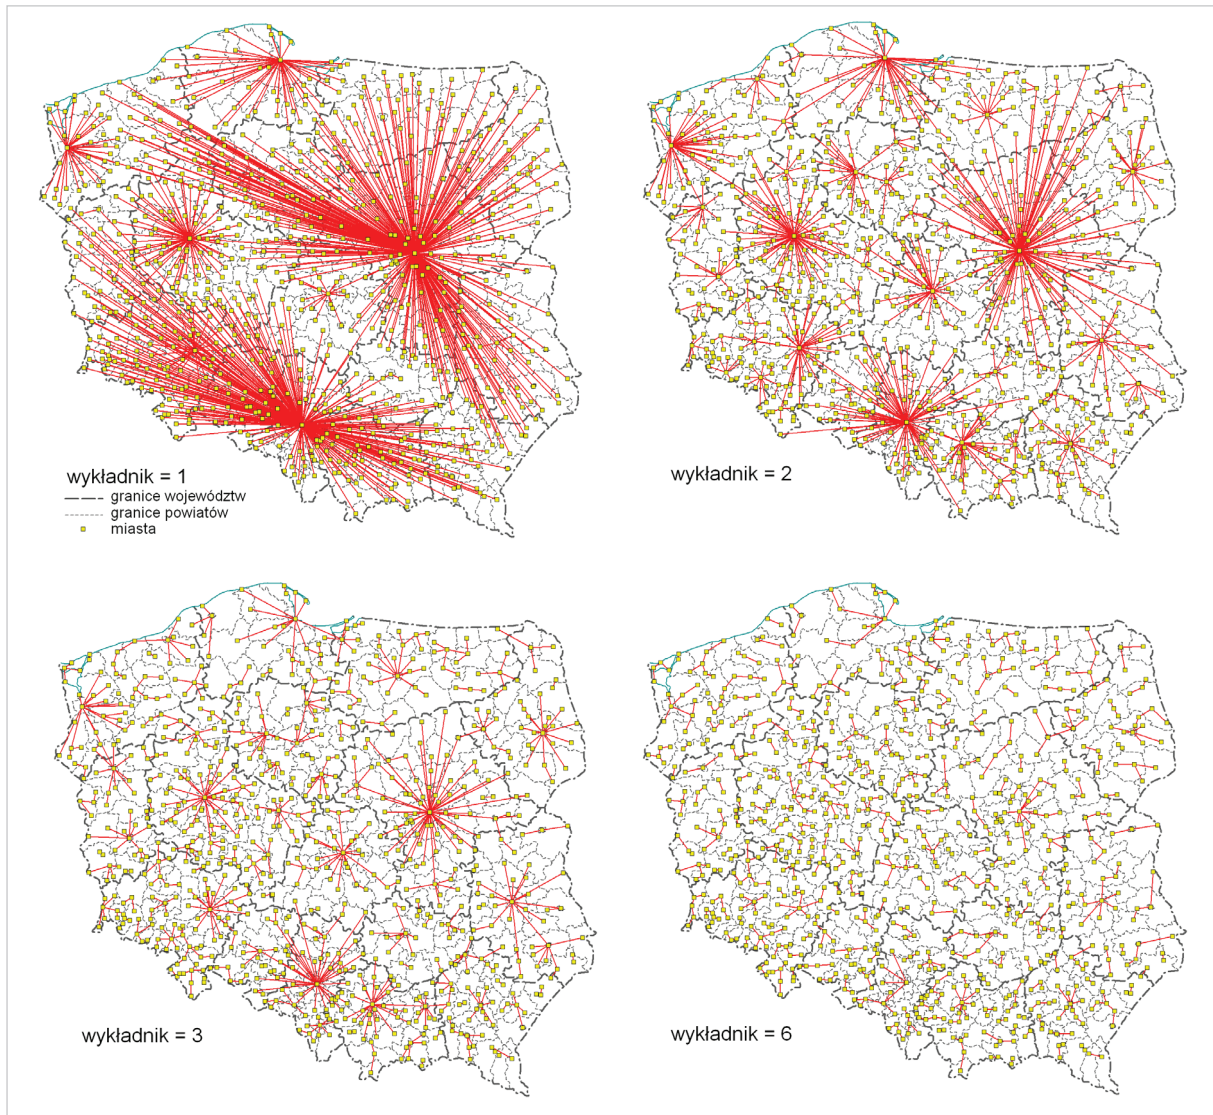 wykładnik = 1
granice województw
granice powiatów
miasta
wykładnik = 2
wykładnik = 3
wykładnik = 6